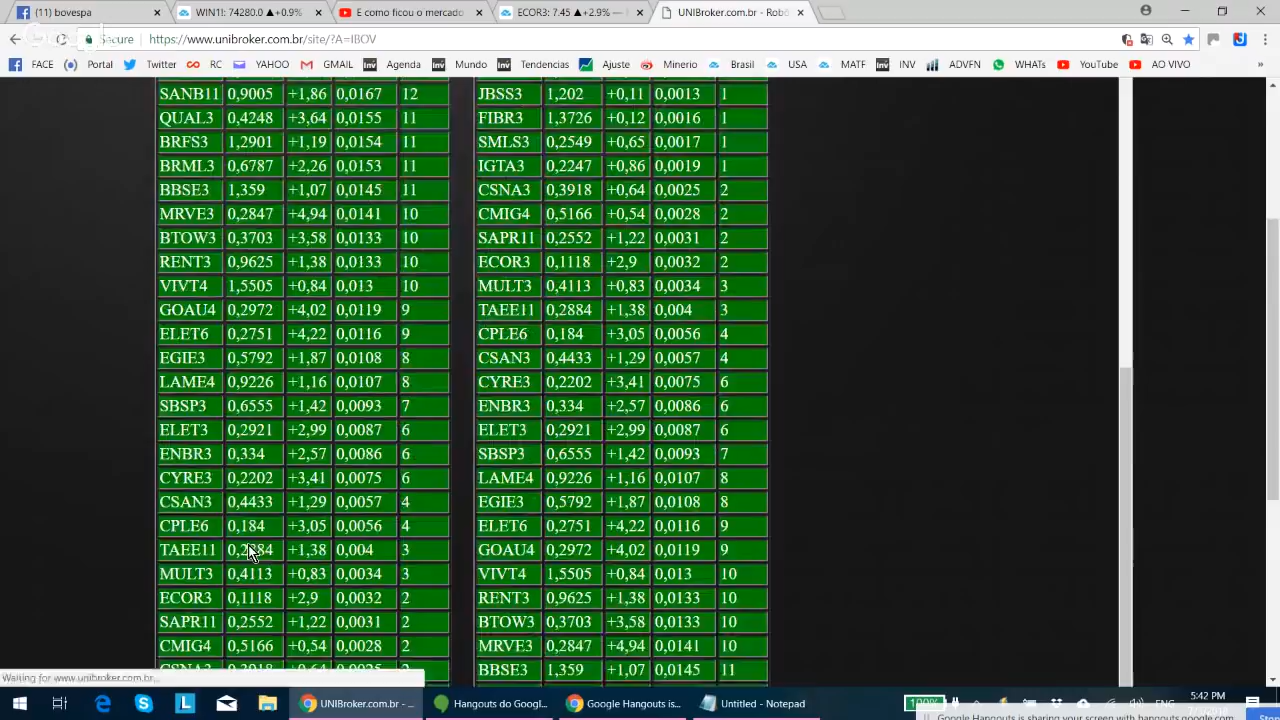 (11) bovespa
WIN1!: 74280.0 ▲+0.9%
E como ficou o mercado
ECOR3: 7.45 ▲+2.9% —
UNIBroker.com.br - Robô
Secure
https://www.unibroker.com.br/site/?A=IBOV
FACE
Portal
Twitter
RC
YAHOO
GMAIL
Agenda
Mundo
Tendencias
Ajuste
Minerio
Brasil
USA
MATF
INV
ADVFN
WHATs
YouTube
AO VIVO
SANB11 0,9005 +1,86 0,0167 12
QUAL3 0,4248 +3,64 0,0155 11
BRFS3 1,2901 +1,19 0,0154 11
BRML3 0,6787 +2,26 0,0153 11
BBSE3 1,359 +1,07 0,0145 11
MRVE3 0,2847 +4,94 0,0141 10
BTOW3 0,3703 +3,58 0,0133 10
RENT3 0,9625 +1,38 0,0133 10
VIVT4 1,5505 +0,84 0,013 10
GOAU4 0,2972 +4,02 0,0119 9
ELET6 0,2751 +4,22 0,0116 9
EGIE3 0,5792 +1,87 0,0108 8
LAME4 0,9226 +1,16 0,0107 8
SBSP3 0,6555 +1,42 0,0093 7
ELET3 0,2921 +2,99 0,0087 6
ENBR3 0,334 +2,57 0,0086 6
CYRE3 0,2202 +3,41 0,0075 6
CSAN3 0,4433 +1,29 0,0057 4
CPLE6 0,184 +3,05 0,0056 4
TAEE11 0,2884 +1,38 0,004 3
MULT3 0,4113 +0,83 0,0034 3
ECOR3 0,1118 +2,9 0,0032 2
SAPR11 0,2552 +1,22 0,0031 2
CMIG4 0,5166 +0,54 0,0028 2
CSNA3 0,3918 +0,64 0,0025 2
JBSS3 1,202 +0,11 0,0013 1
FIBR3 1,3726 +0,12 0,0016 1
SMLS3 0,2549 +0,65 0,0017 1
IGTA3 0,2247 +0,86 0,0019 1
CSNA3 0,3918 +0,64 0,0025 2
CMIG4 0,5166 +0,54 0,0028 2
SAPR11 0,2552 +1,22 0,0031 2
ECOR3 0,1118 +2,9 0,0032 2
MULT3 0,4113 +0,83 0,0034 3
TAEE11 0,2884 +1,38 0,004 3
CPLE6 0,184 +3,05 0,0056 4
CSAN3 0,4433 +1,29 0,0057 4
CYRE3 0,2202 +3,41 0,0075 6
ENBR3 0,334 +2,57 0,0086 6
ELET3 0,2921 +2,99 0,0087 6
SBSP3 0,6555 +1,42 0,0093 7
LAME4 0,9226 +1,16 0,0107 8
EGIE3 0,5792 +1,87 0,0108 8
ELET6 0,2751 +4,22 0,0116 9
GOAU4 0,2972 +4,02 0,0119 9
VIVT4 1,5505 +0,84 0,013 10
RENT3 0,9625 +1,38 0,0133 10
BTOW3 0,3703 +3,58 0,0133 10
MRVE3 0,2847 +4,94 0,0141 10
BBSE3 1,359 +1,07 0,0145 11
Waiting for www.unibroker.com.br...
UNIBroker.com.br - ...
Hangouts do Googl...
Google Hangouts is...
Untitled - Notepad
100%
ENG
5:42 PM
Google Hangouts is sharing your screen with hangouts.google